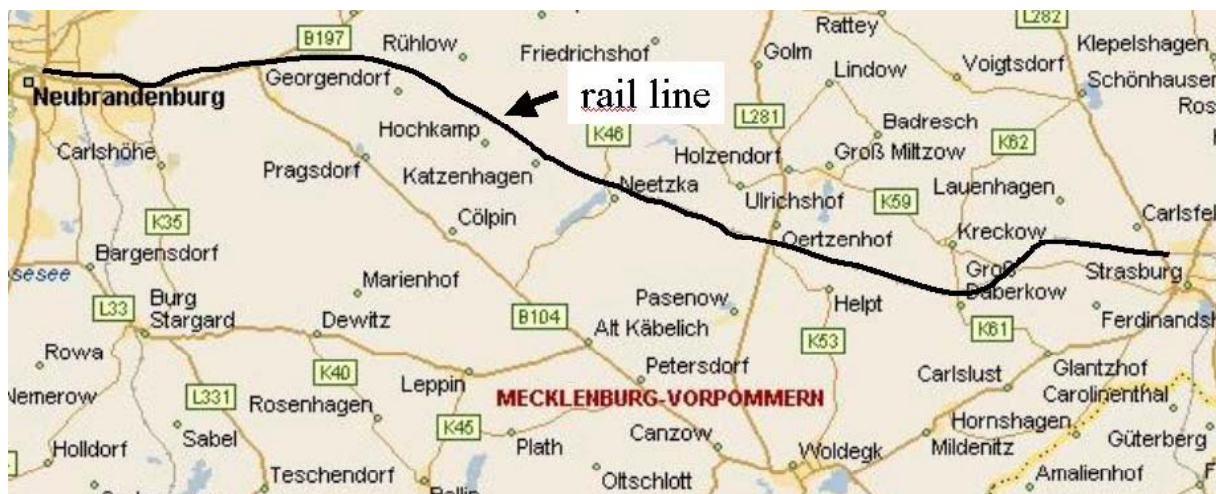 B197
Rühlow
Friedrichshof
Rattey
L282
Klepelshagen
Golm
Voigtsdorf
Georgendorf
Lindow
Schönhausen
Neubrandenburg
rail line
L281
Hochkamp
K46
Badresch
K62
Carlshöhe
Pragsdorf
Katzenhagen
Holzendorf
Groß Miltzow
Neetzka
Lauenhagen
Ulrichshof
K59
K35
Cölpin
Carlsfel
Oertzenhof
Kreckow
Bargensdorf
sesee
Marienhof
Groß
Daberkow
Strasburg
Pasenow
Helpt
L33
Burg
Stargard
Dewitz
B104
Alt Käbelich
K61
Ferdinandsh
K53
Rowa
Leppin
Petersdorf
Glantzhof
K40
Carlslust
Carolinenthal
Nemerow
L331
Rosenhagen
MECKLENBURG-VORPOMMERN
Hornshagen
K45
Holldorf
Sabel
Plath
Canzow
Mildenitz
Güterberg
Woldegk
Teschendorf
Oltschlott
Amalienhof